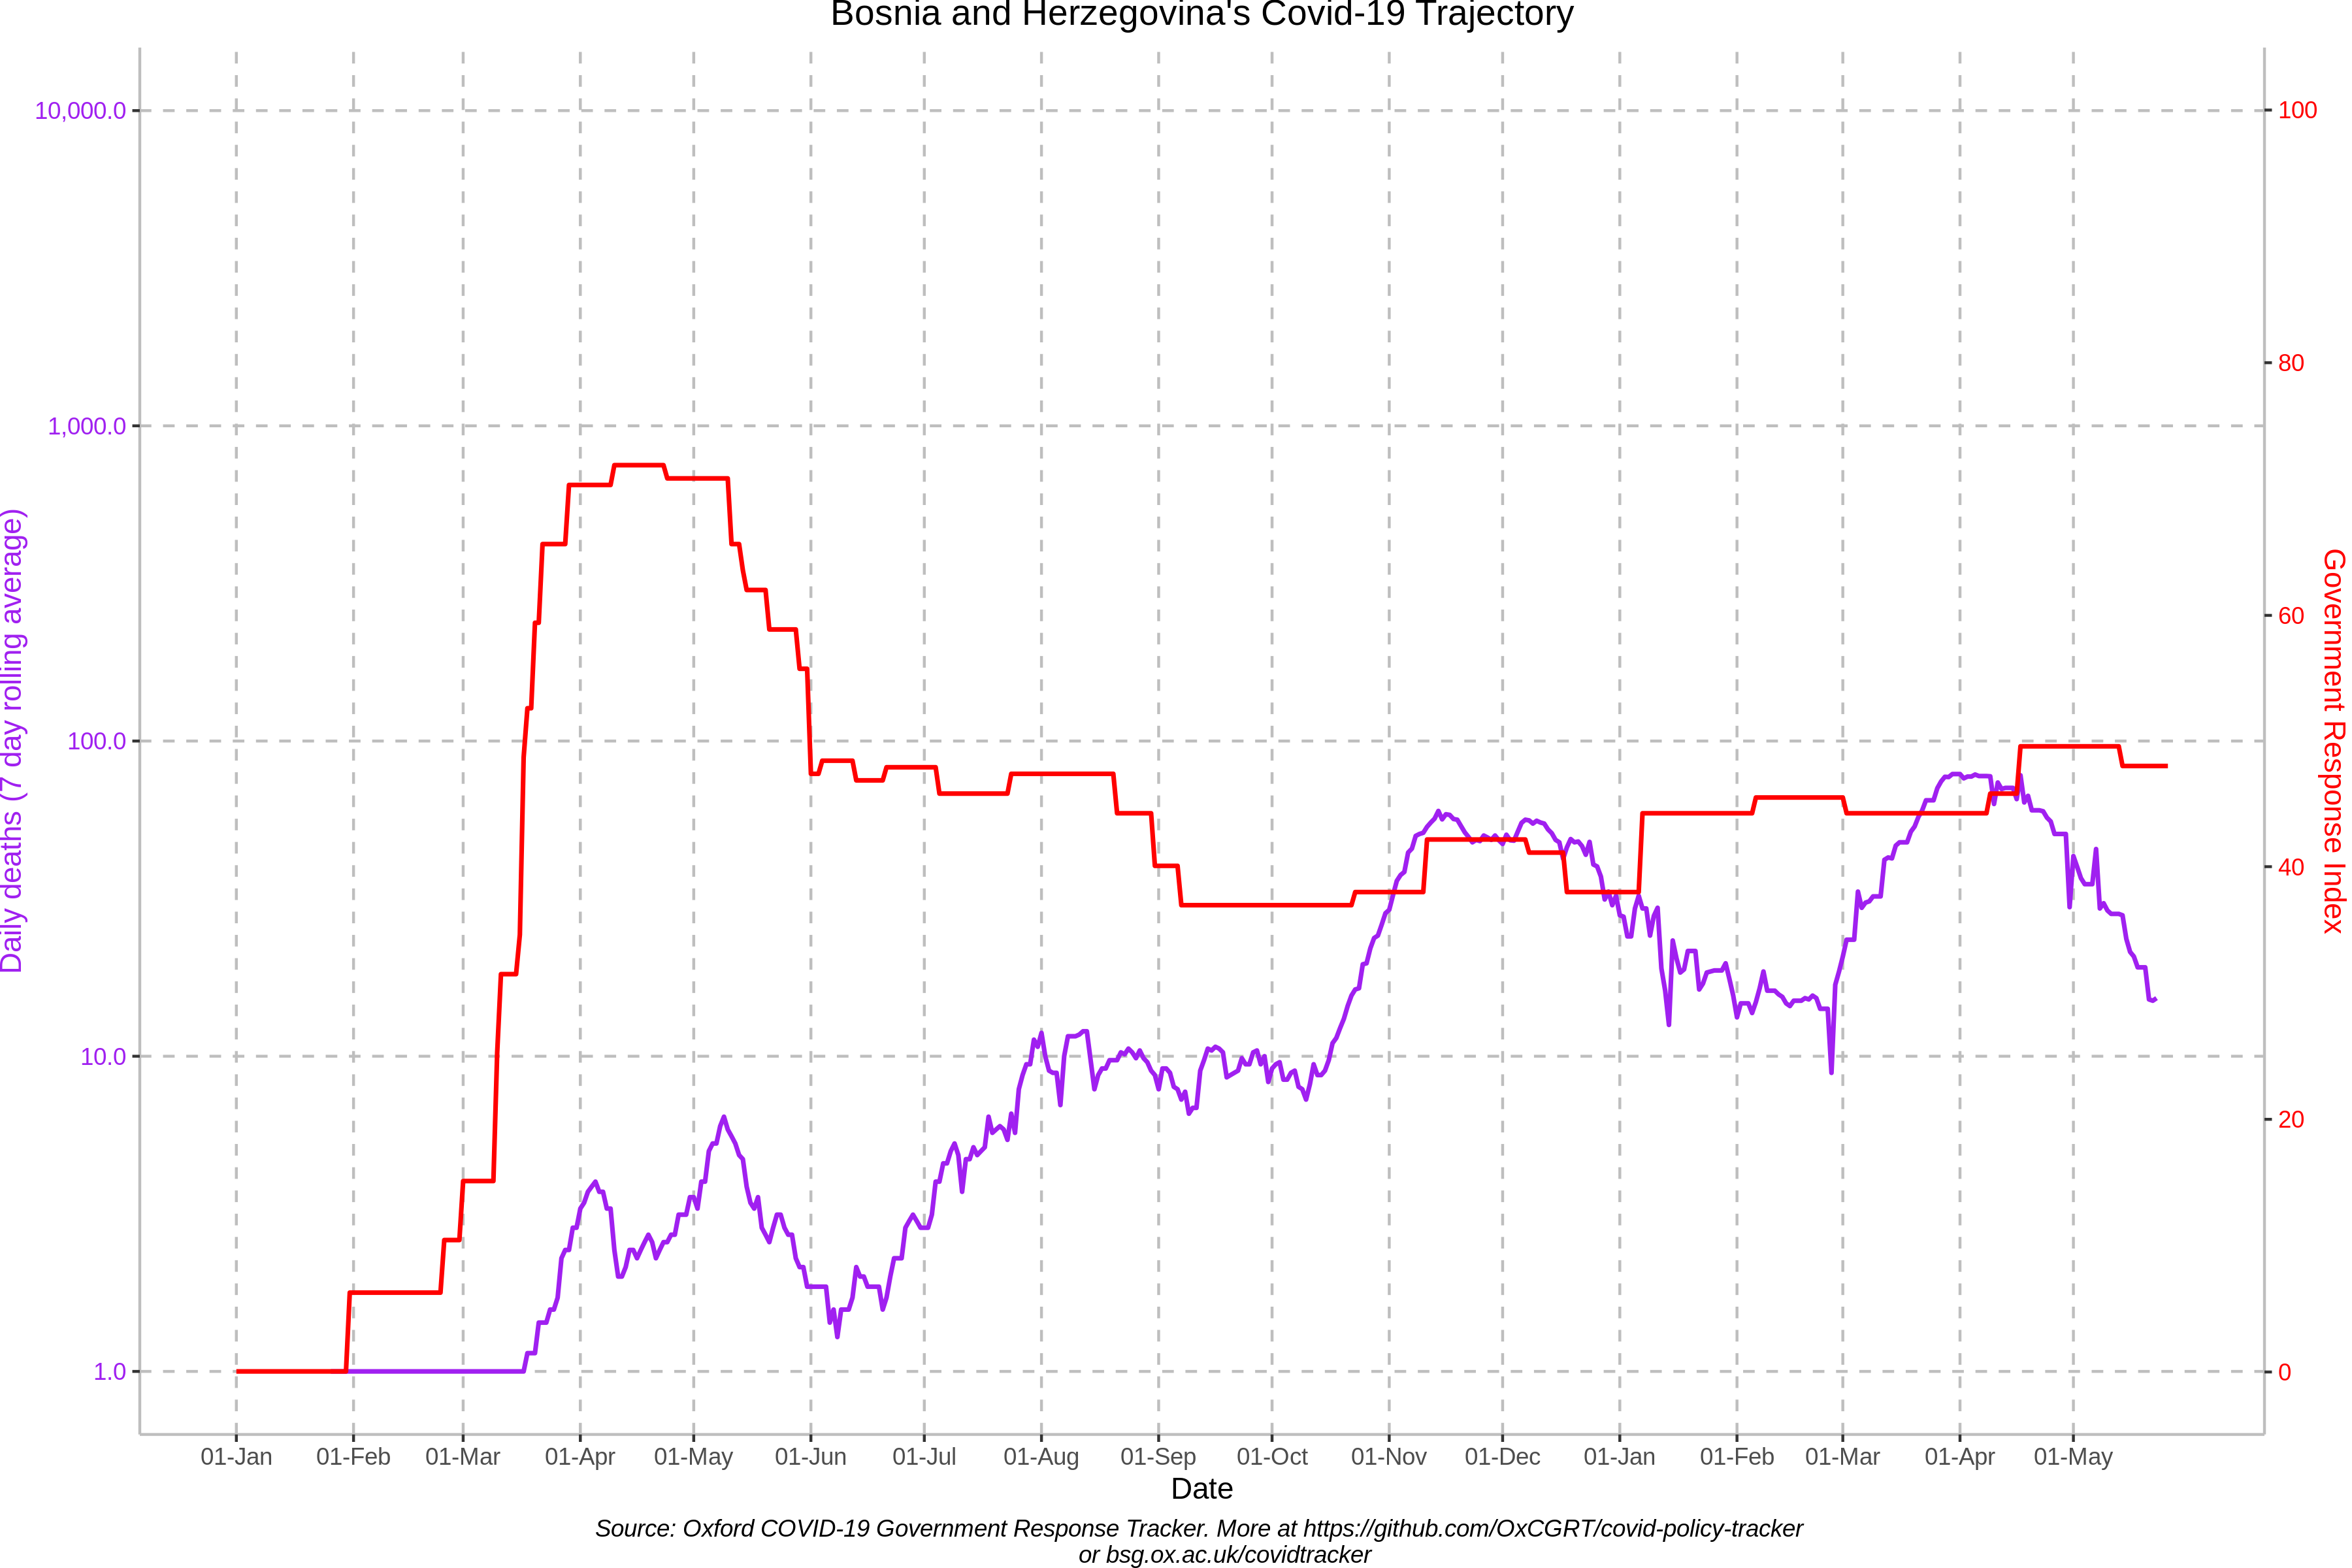 Bosnia and Herzegovina's Covid-19 Trajectory
10,000.0
1,000.0
100.0
10.0
1.0
Daily deaths (7 day rolling average)
100
80
60
40
20
0
Government Response Index
01-Jan 01-Feb 01-Mar 01-Apr 01-May 01-Jun 01-Jul 01-Aug 01-Sep 01-Oct 01-Nov 01-Dec 01-Jan 01-Feb 01-Mar 01-Apr 01-May
Date
Source: Oxford COVID-19 Government Response Tracker. More at https://github.com/OxCGRT/covid-policy-tracker
or bsg.ox.ac.uk/covidtracker